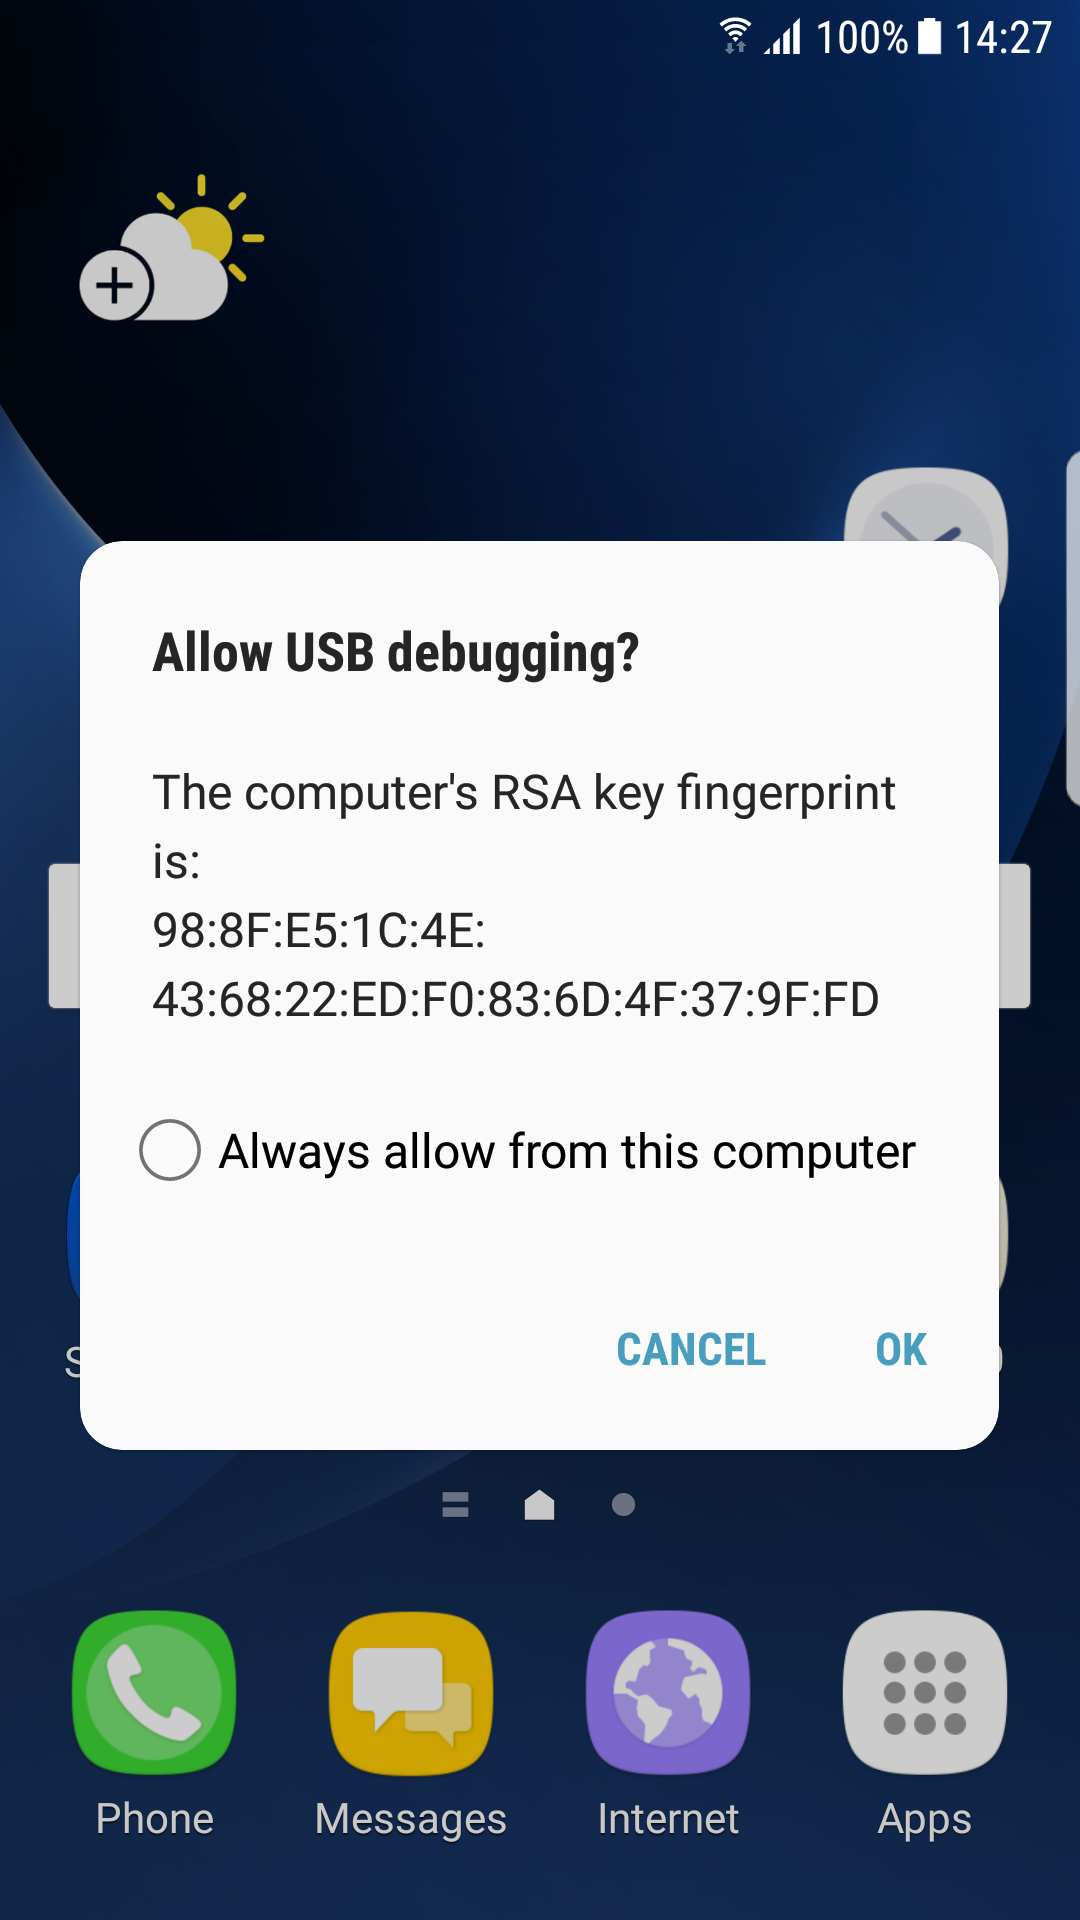 100% 14:27
Allow USB debugging?
The computer's RSA key fingerprint
is:
98:8F:E5:1C:4E:
43:68:22:ED:F0:83:6D:4F:37:9F:FD
Always allow from this computer
CANCEL OK
Phone Messages Internet Apps